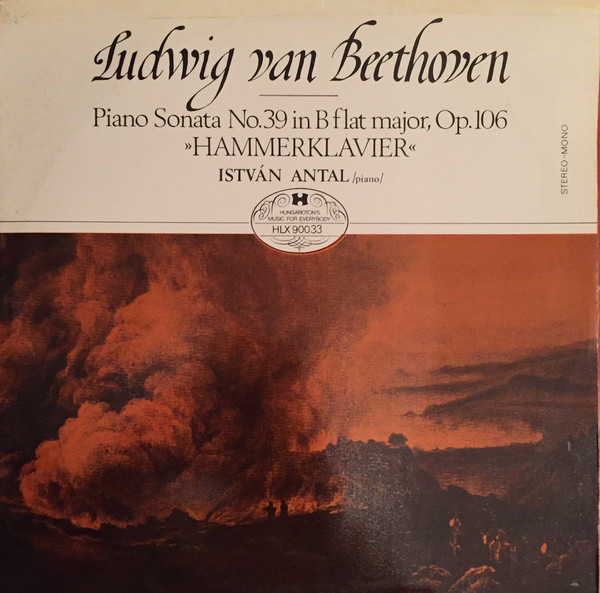 Ludwig van Beethoven
Piano Sonata No.39 in B flat major, Op.106
»HAMMERKLAVIER«
ISTVÁN ANTAL /piano/
STEREO–MONO
H
HUNGAROTON'S
MUSIC FOR EVERYBODY
HLX 90033